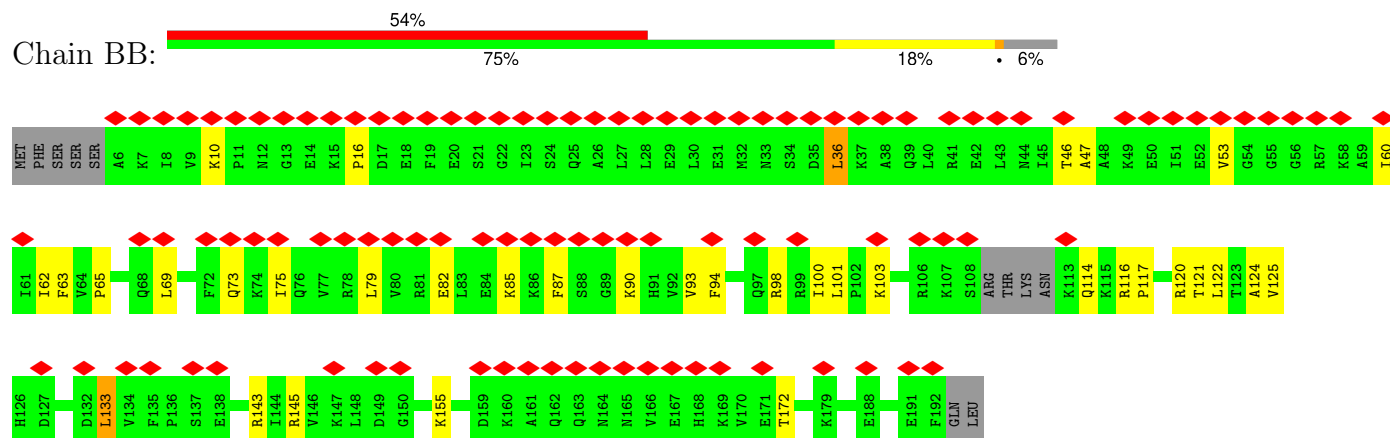 54%
Chain BB:
75% 18% • 6%
MET PHE SER SER SER A6 K7 I8 V9 K10 P11 N12 G13 E14 K15 P16 D17 E18 F19 E20 S21 G22 I23 S24 Q25 A26 L27 L28 E29 L30 E31 M32 N33 S34 D35 L36 K37 A38 Q39 L40 R41 E42 L43 N44 I45 T46 A47 A48 K49 E50 I51 E52 V53 G54 G55 G56 R57 K58 A59 I60
I61 I62 F63 V64 P65 Q68 L69 F72 Q73 K74 I75 Q76 V77 R78 L79 V80 R81 E82 L83 E84 K85 K86 F87 S88 G89 K90 H91 V92 V93 F94 Q97 R98 R99 I100 L101 P102 K103 R106 K107 S108 ARG THR LYS ASN K113 Q114 K115 R116 P117 R120 T121 L122 T123 A124 V125
H126 D127 D132 L133 V134 F135 P136 S137 E138 R143 I144 R145 V146 K147 L148 D149 G150 K155 D159 K160 A161 Q162 Q163 N164 N165 V166 E167 H168 K169 V170 E171 T172 K179 E188 E191 F192 GLN LEU